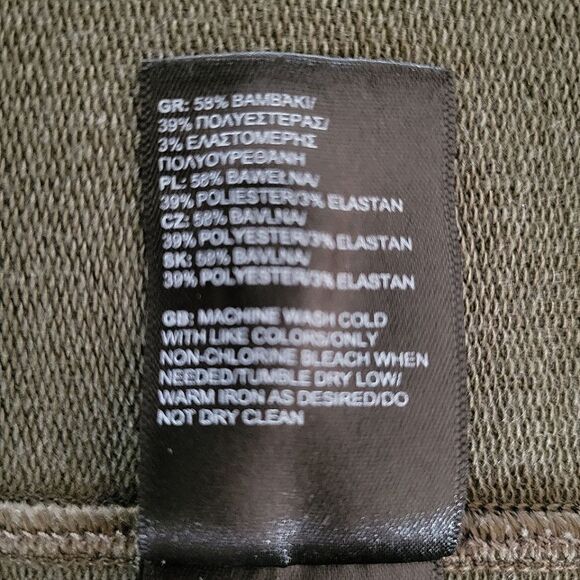 GR: 58% ΒΑΜΒΑΚΙ/
39% ΠΟΛΥΕΣΤΕΡΑΣ/
3% ΕΛΑΣΤΟΜΕΡΗΣ
ΠΟΛΥΟΥΡΕΘΑΝΗ
PL: 58% BAWEŁNA/
39% POLIESTER/3% ELASTAN
CZ: 58% BAVLNA/
39% POLYESTER/3% ELASTAN
SK: 58% BAVLNA/
39% POLYESTER/3% ELASTAN
GB: MACHINE WASH COLD
WITH LIKE COLORS/ONLY
NON-CHLORINE BLEACH WHEN
NEEDED/TUMBLE DRY LOW/
WARM IRON AS DESIRED/DO
NOT DRY CLEAN